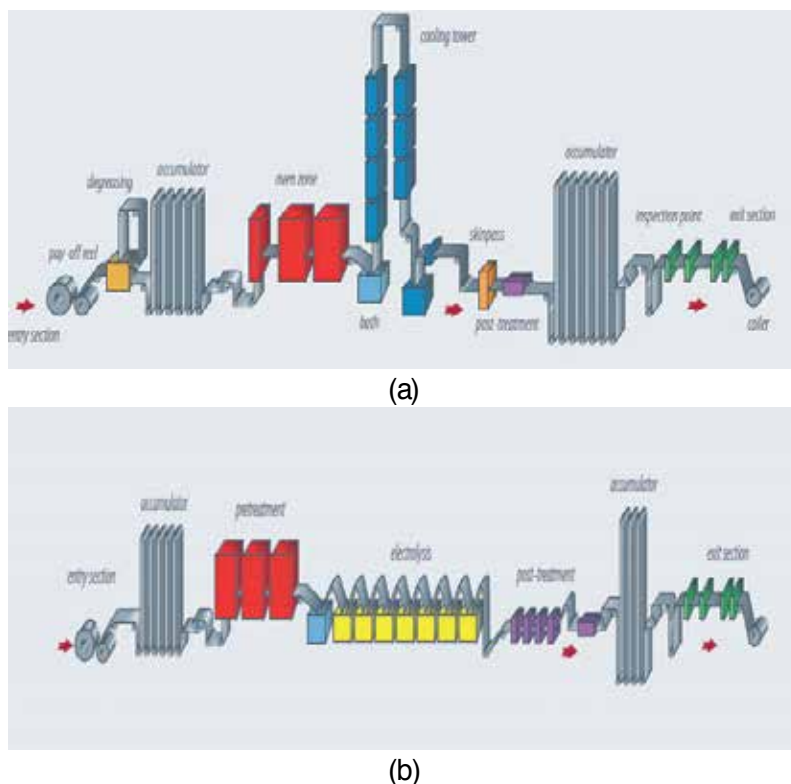 cooling tower
accumulator
degreasing
accumulator
oven zone
skinpass
inspection point
exit section
pay-off reel
entry section
bath
post-treatment
coiler
(a)
accumulator
accumulator
pretreatment
electrolysis
entry section
post-treatment
exit section
(b)